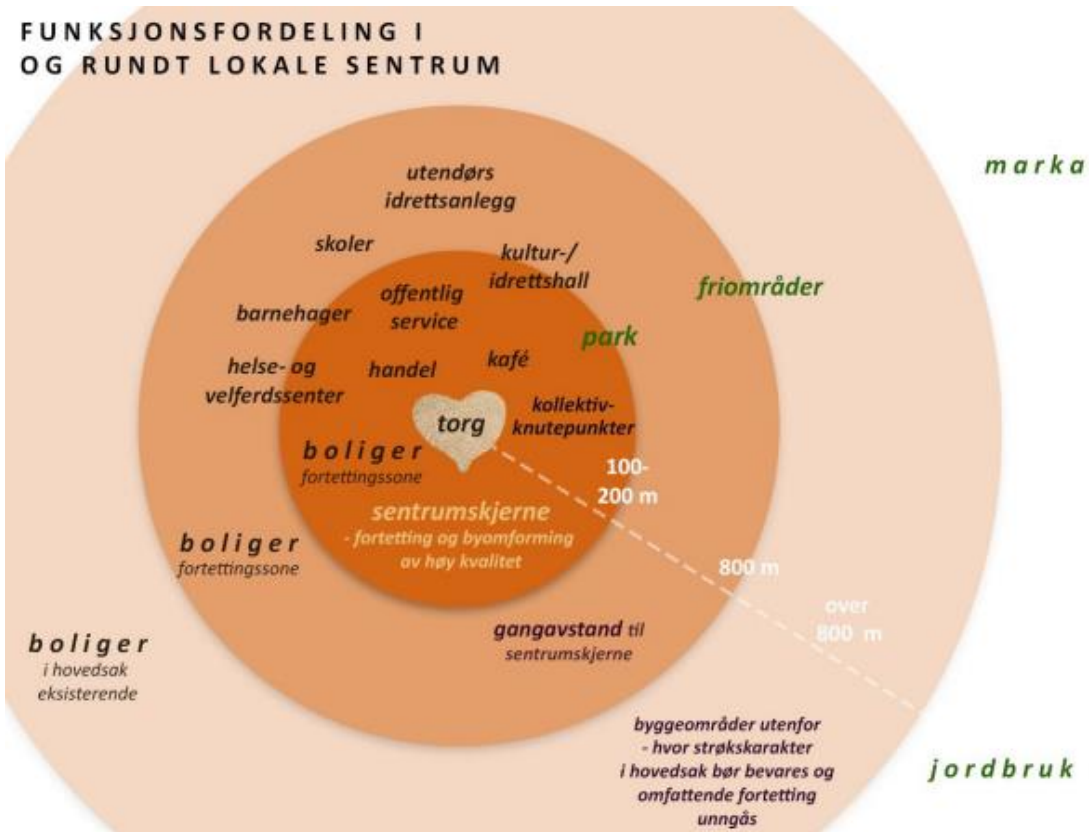 FUNKSJONSFORDELING I
OG RUNDT LOKALE SENTRUM
marka
utendørs
idrettsanlegg
skoler
kultur-/
idrettshall
friområder
offentlig
service
barnehager
park
kafé
helse- og
velferdssenter
handel
torg
kollektiv-
knutepunkter
boliger
fortettingssone
100-
200 m
sentrumskjerne
- fortetting og byomforming
av høy kvalitet
boliger
fortettingssone
800 m
over
800 m
gangavstand til
sentrumskjerne
boliger
i hovedsak
eksisterende
byggeområder utenfor
- hvor strøkskarakter
i hovedsak bør bevares og
omfattende fortetting
unngås
jordbruk